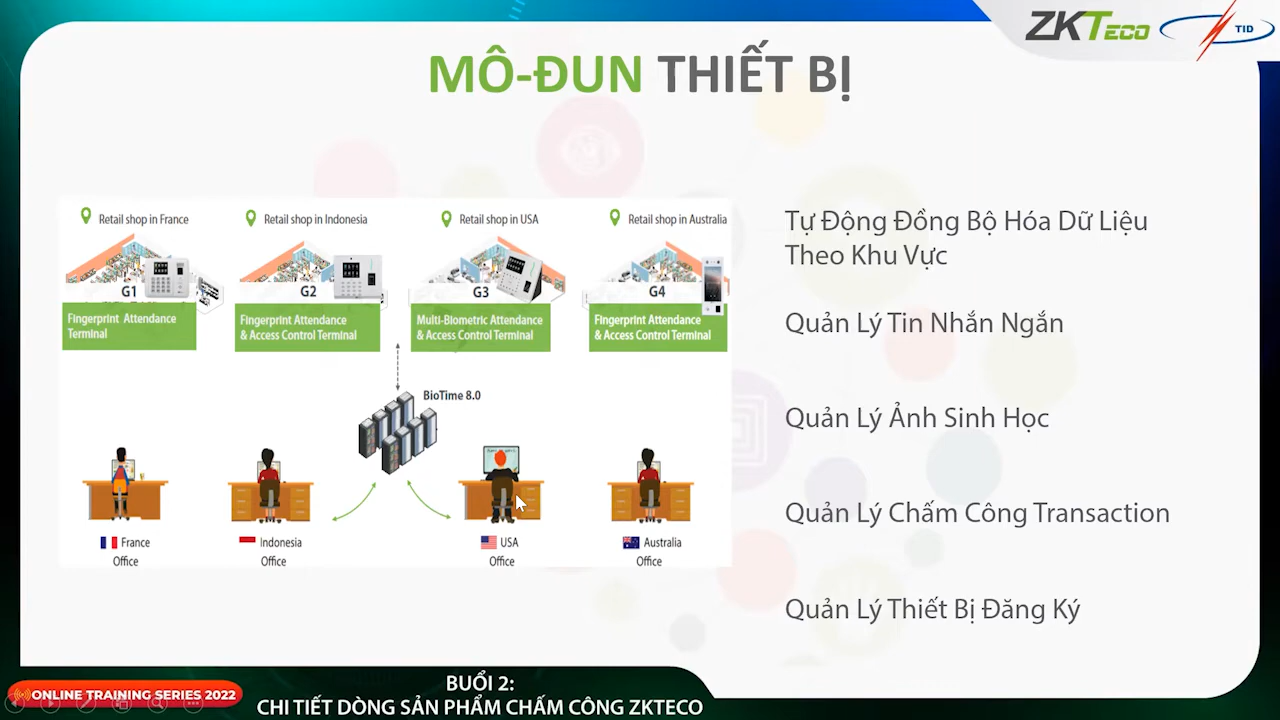 ZKTECO
TID
MÔ-ĐUN THIẾT BỊ
Retail shop in France
Retail shop in Indonesia
Retail shop in USA
Retail shop in Australia
G1
G2
G3
G4
Fingerprint Attendance
Terminal
Fingerprint Attendance
& Access Control Terminal
Multi-Biometric Attendance
& Access Control Terminal
Fingerprint Attendance
& Access Control Terminal
BioTime 8.0
France
Office
Indonesia
Office
USA
Office
Australia
Office
Tự Động Đồng Bộ Hóa Dữ Liệu
Theo Khu Vực
Quản Lý Tin Nhắn Ngắn
Quản Lý Ảnh Sinh Học
Quản Lý Chấm Công Transaction
Quản Lý Thiết Bị Đăng Ký
ONLINE TRAINING SERIES 2022
BUỔI 2:
CHI TIẾT DÒNG SẢN PHẨM CHẤM CÔNG ZKTECO